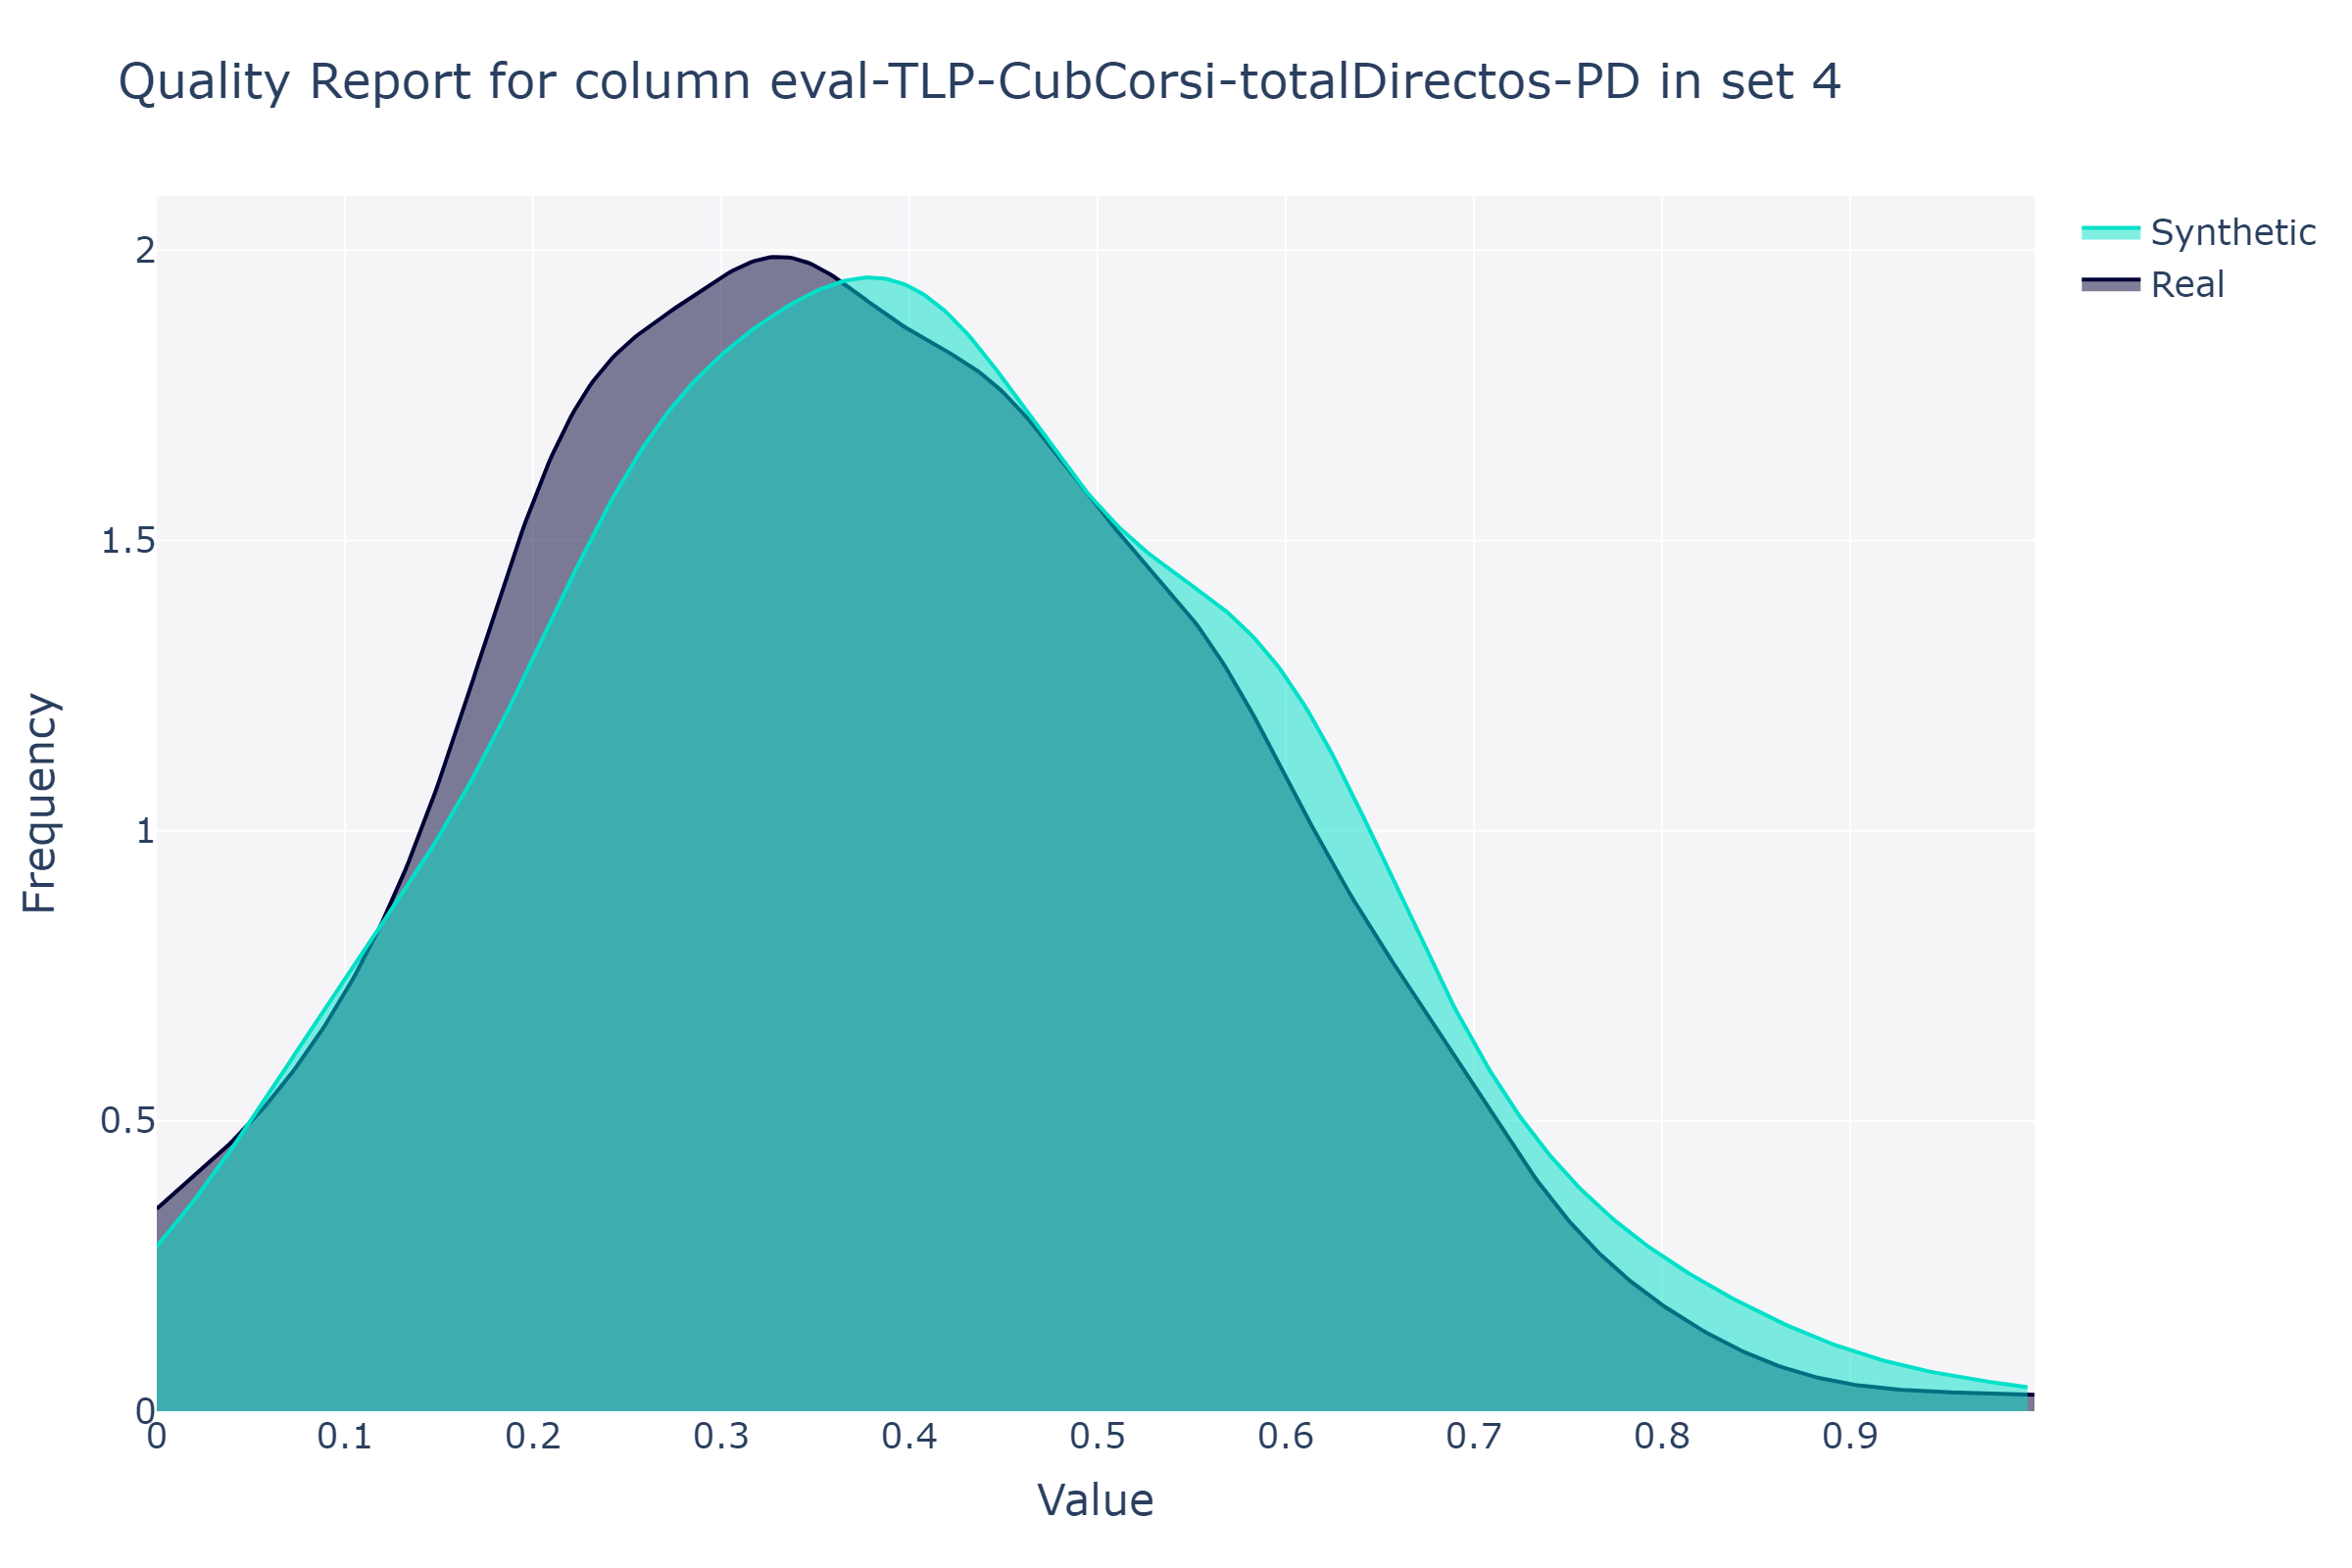 Quality Report for column eval-TLP-CubCorsi-totalDirectos-PD in set 4
Synthetic
Real
Frequency
2
1.5
1
0.5
0
0 0.1 0.2 0.3 0.4 0.5 0.6 0.7 0.8 0.9
Value